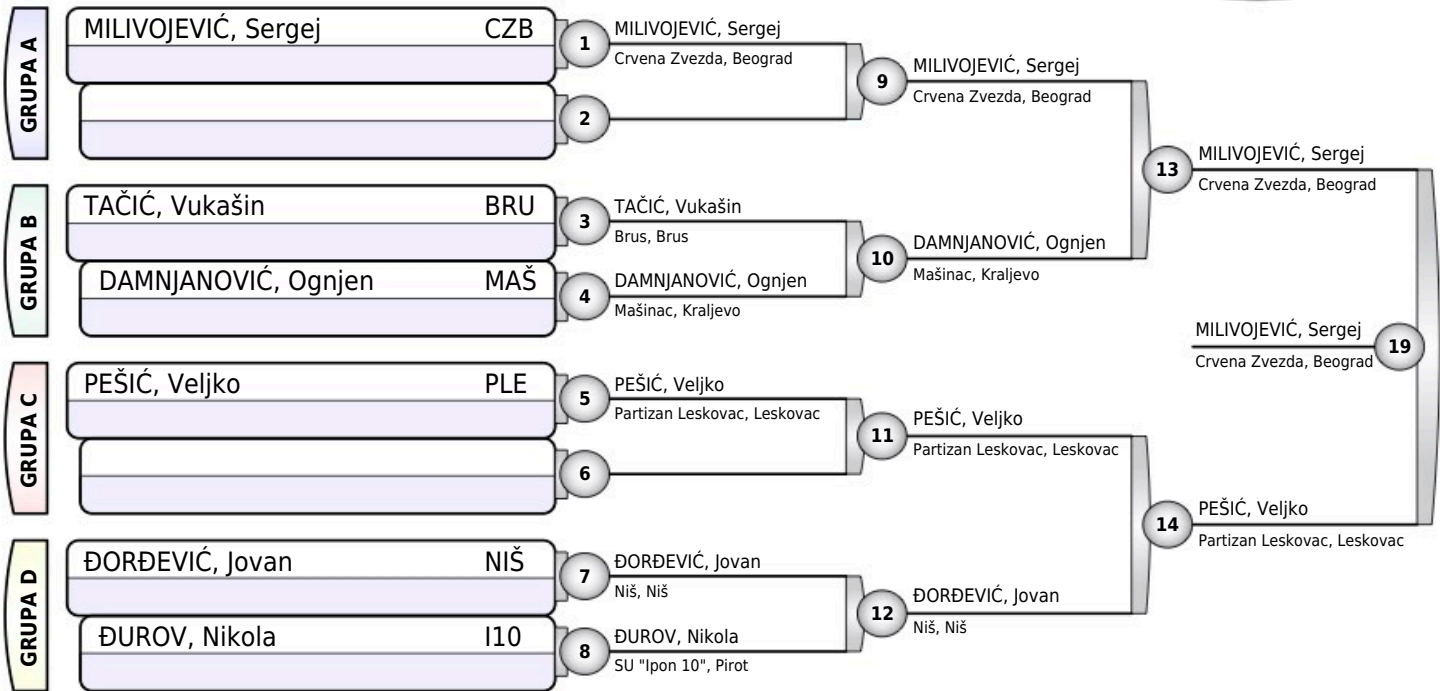 GRUPA A
MILIVOJEVIĆ, Sergej CZB
1
MILIVOJEVIĆ, Sergej
Crvena Zvezda, Beograd
2
9
MILIVOJEVIĆ, Sergej
Crvena Zvezda, Beograd
GRUPA B
TAČIĆ, Vukašin BRU
3
TAČIĆ, Vukašin
Brus, Brus
DAMNJANOVIĆ, Ognjen MAŠ
4
DAMNJANOVIĆ, Ognjen
Mašinac, Kraljevo
10
DAMNJANOVIĆ, Ognjen
Mašinac, Kraljevo
13
MILIVOJEVIĆ, Sergej
Crvena Zvezda, Beograd
GRUPA C
PEŠIĆ, Veljko PLE
5
PEŠIĆ, Veljko
Partizan Leskovac, Leskovac
6
11
PEŠIĆ, Veljko
Partizan Leskovac, Leskovac
GRUPA D
ĐORĐEVIĆ, Jovan NIŠ
7
ĐORĐEVIĆ, Jovan
Niš, Niš
ĐUROV, Nikola I10
8
ĐUROV, Nikola
SU "Ipon 10", Pirot
12
ĐORĐEVIĆ, Jovan
Niš, Niš
14
PEŠIĆ, Veljko
Partizan Leskovac, Leskovac
MILIVOJEVIĆ, Sergej
Crvena Zvezda, Beograd
19